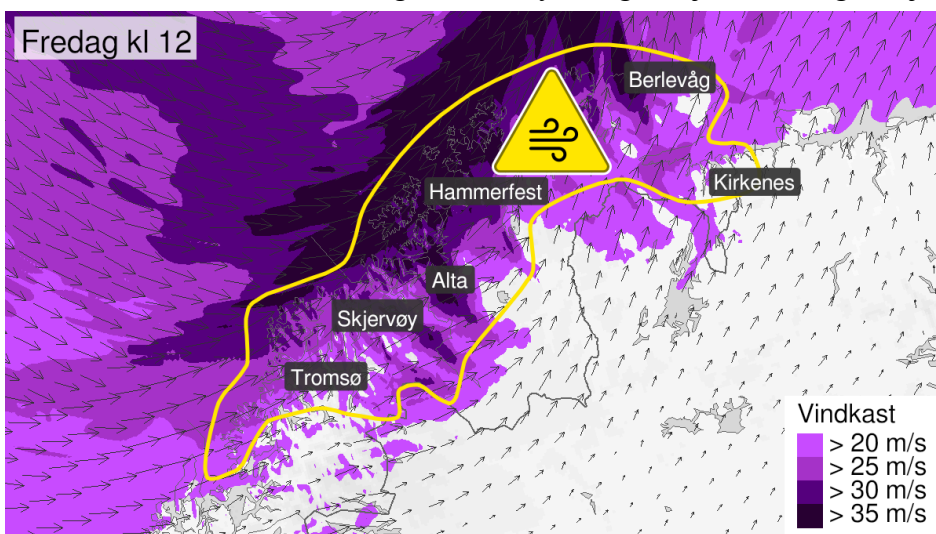 Fredag kl 12
Berlevåg
Kirkenes
Hammerfest
Alta
Skjervøy
Tromsø
Vindkast
> 20 m/s
> 25 m/s
> 30 m/s
> 35 m/s